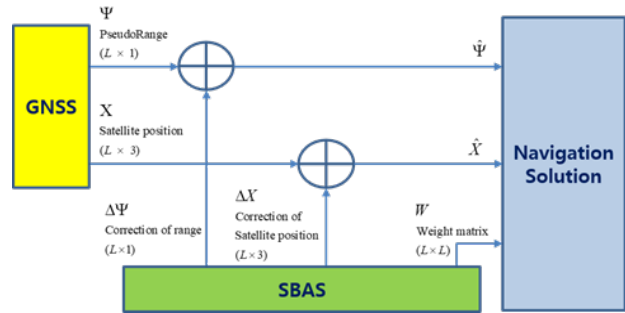 Ψ
PseudoRange
(L × 1)
Ψ̂
GNSS
X
Satellite position
(L × 3)
X̂
Navigation
Solution
ΔΨ
Correction of range
(L×1)
ΔX
Correction of
Satellite position
(L×3)
W
Weight matrix
(L×L)
SBAS